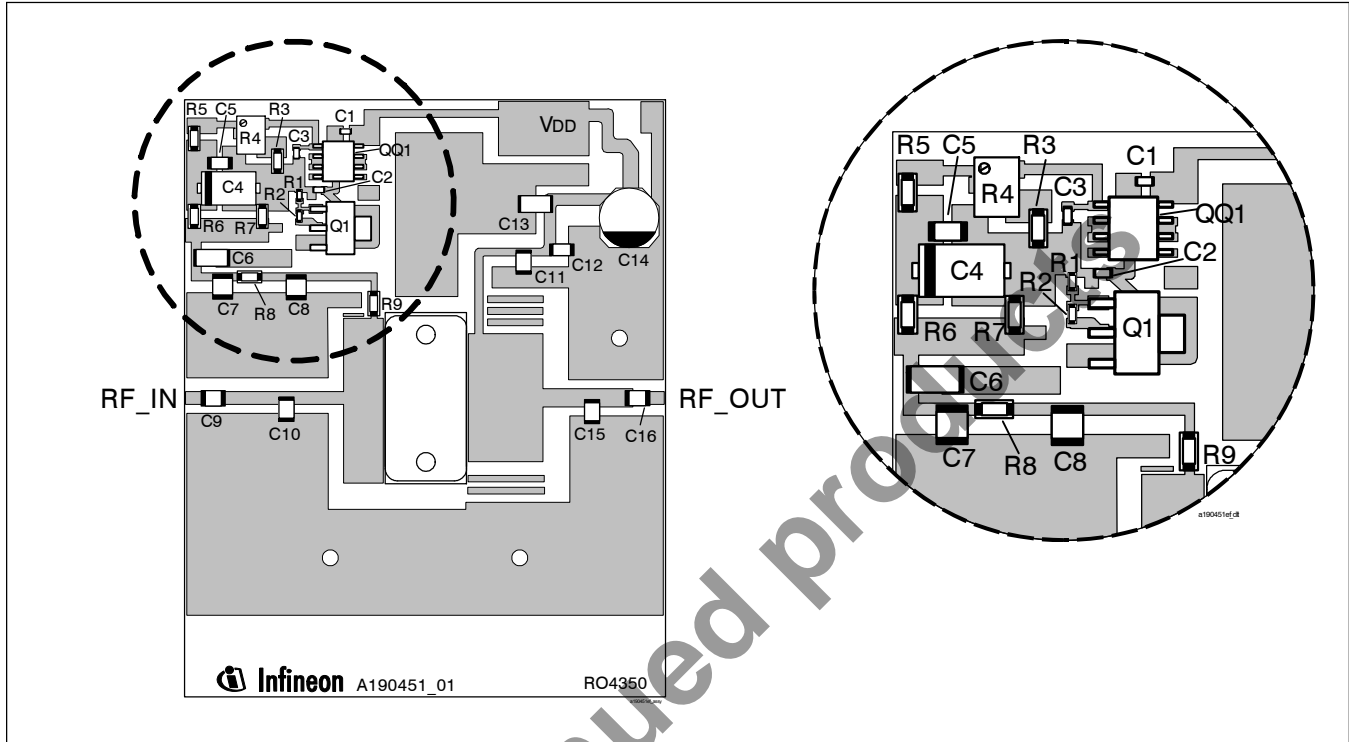 R5
C5
R3
C1
R4
C3
VDD
QQ1
C4
R1
C2
R2
R6
R7
Q1
C13
C6
C12
C14
C11
C7
R8
C8
R9
RF_IN
C9
C10
C15
C16
RF_OUT
Infineon A190451_01
RO4350
R5
C5
R3
C1
R4
C3
QQ1
C4
R1
C2
R2
R6
R7
Q1
C6
C7
R8
C8
R9
a190451ef_dt
ued products